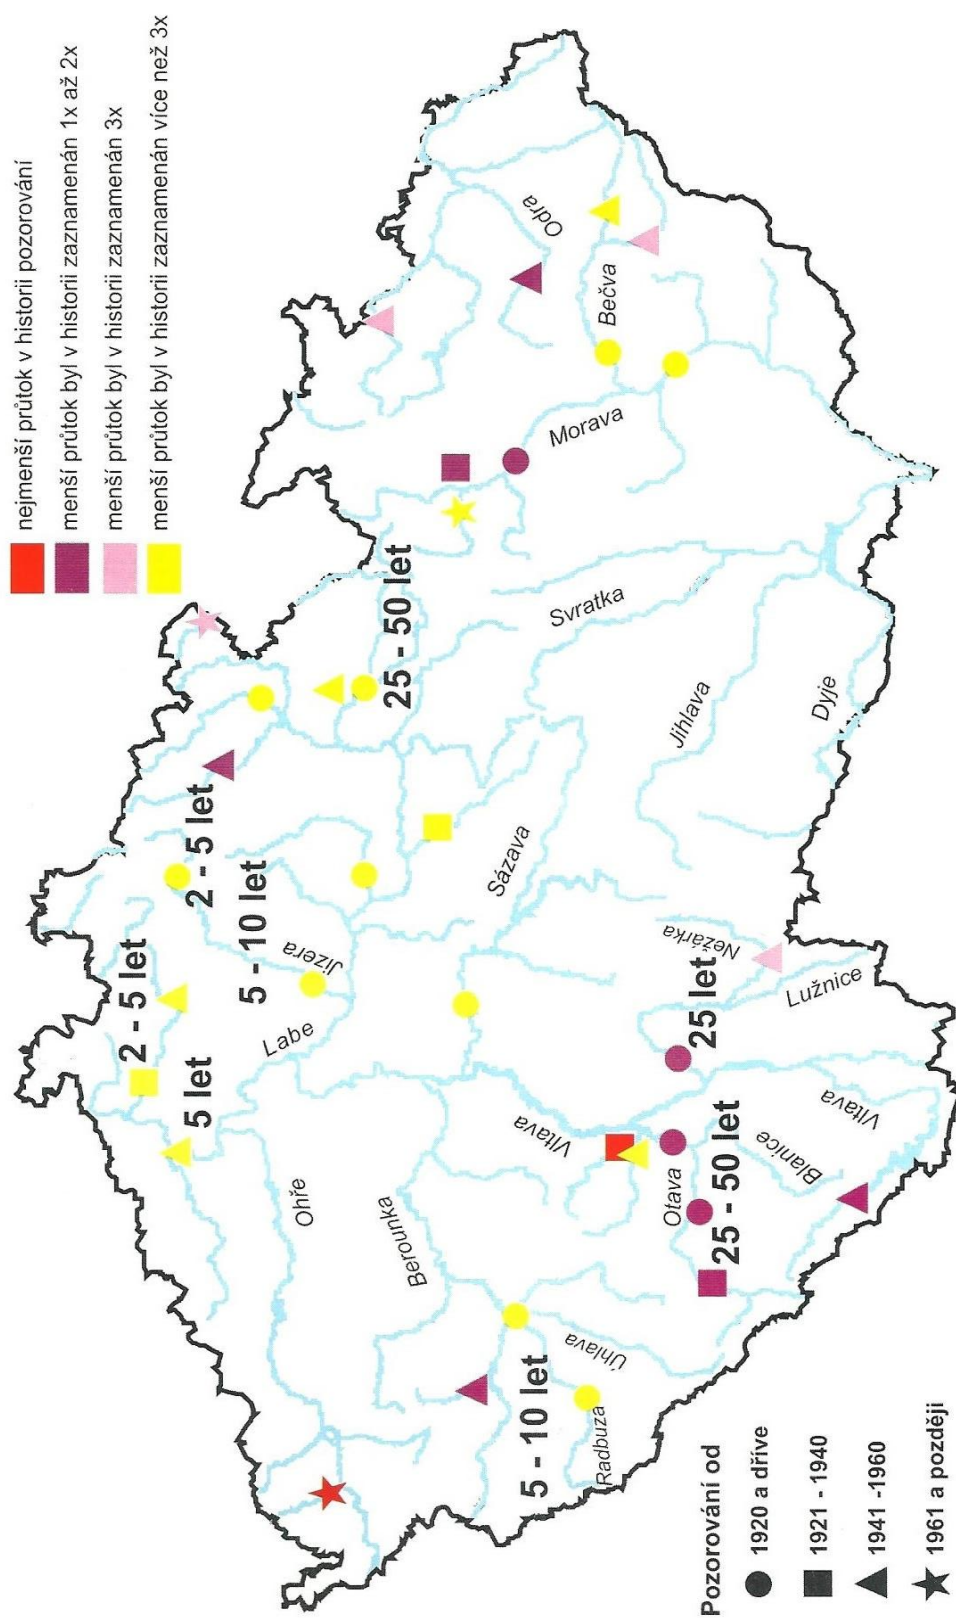 nejmenší průtok v historii pozorování
menší průtok byl v historii zaznamenán 1x až 2x
menší průtok byl v historii zaznamenán 3x
menší průtok byl v historii zaznamenán více než 3x
5 let
2 - 5 let
2 - 5 let
5 - 10 let
Ohře
Labe
Jizera
25 - 50 let
Odra
Berounka
Vltava
Sázava
Bečva
Morava
Svratka
5 - 10 let
Radbuza
Úhlava
Otava
25 - 50 let
Blanice
Vltava
25 let
Nežárka
Lužnice
Jihlava
Dyje
Pozorování od
1920 a dříve
1921 - 1940
1941 -1960
1961 a později